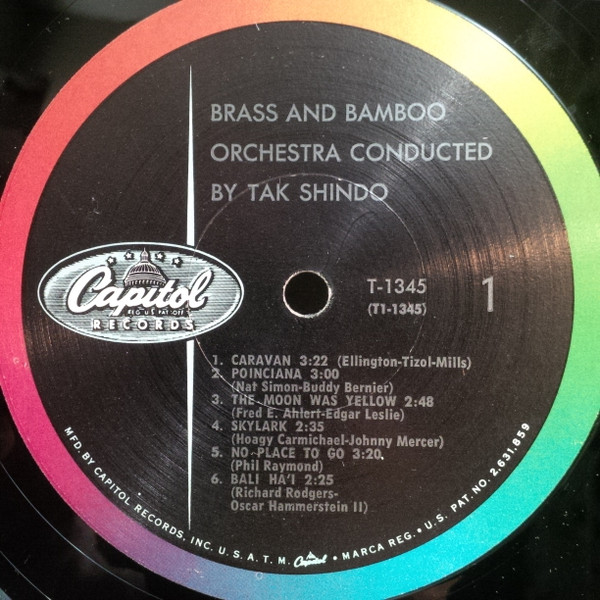 BRASS AND BAMBOO
ORCHESTRA CONDUCTED
BY TAK SHINDO
Capitol
REG. U.S. PAT. OFF.
RECORDS
T-1345
(T1-1345)
1
1. CARAVAN 3:22 (Ellington-Tizol-Mills)
2. POINCIANA 3:00
(Nat Simon-Buddy Bernier)
3. THE MOON WAS YELLOW 2:48
(Fred E. Ahlert-Edgar Leslie)
4. SKYLARK 2:35
(Hoagy Carmichael-Johnny Mercer)
5. NO PLACE TO GO 3:20
(Phil Raymond)
6. BALI HA'I 2:25
(Richard Rodgers-
Oscar Hammerstein II)
MFD. BY CAPITOL RECORDS, INC. U.S.A. T.M. Capitol • MARCA REG. • U.S. PAT. NO. 2,631,859